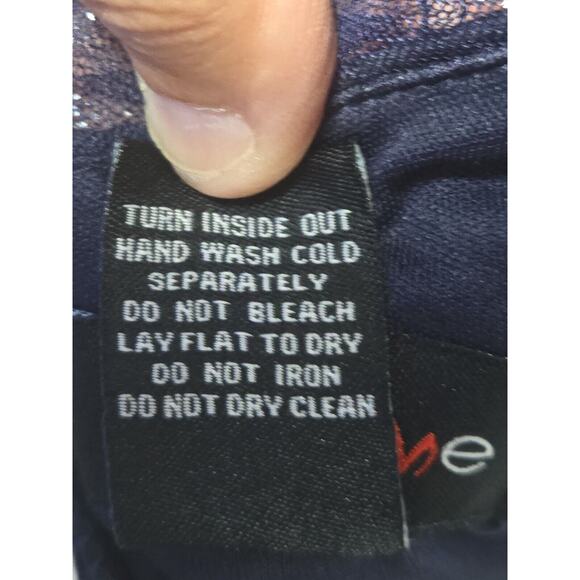 TURN INSIDE OUT
HAND WASH COLD
SEPARATELY
DO NOT BLEACH
LAY FLAT TO DRY
DO NOT IRON
DO NOT DRY CLEAN